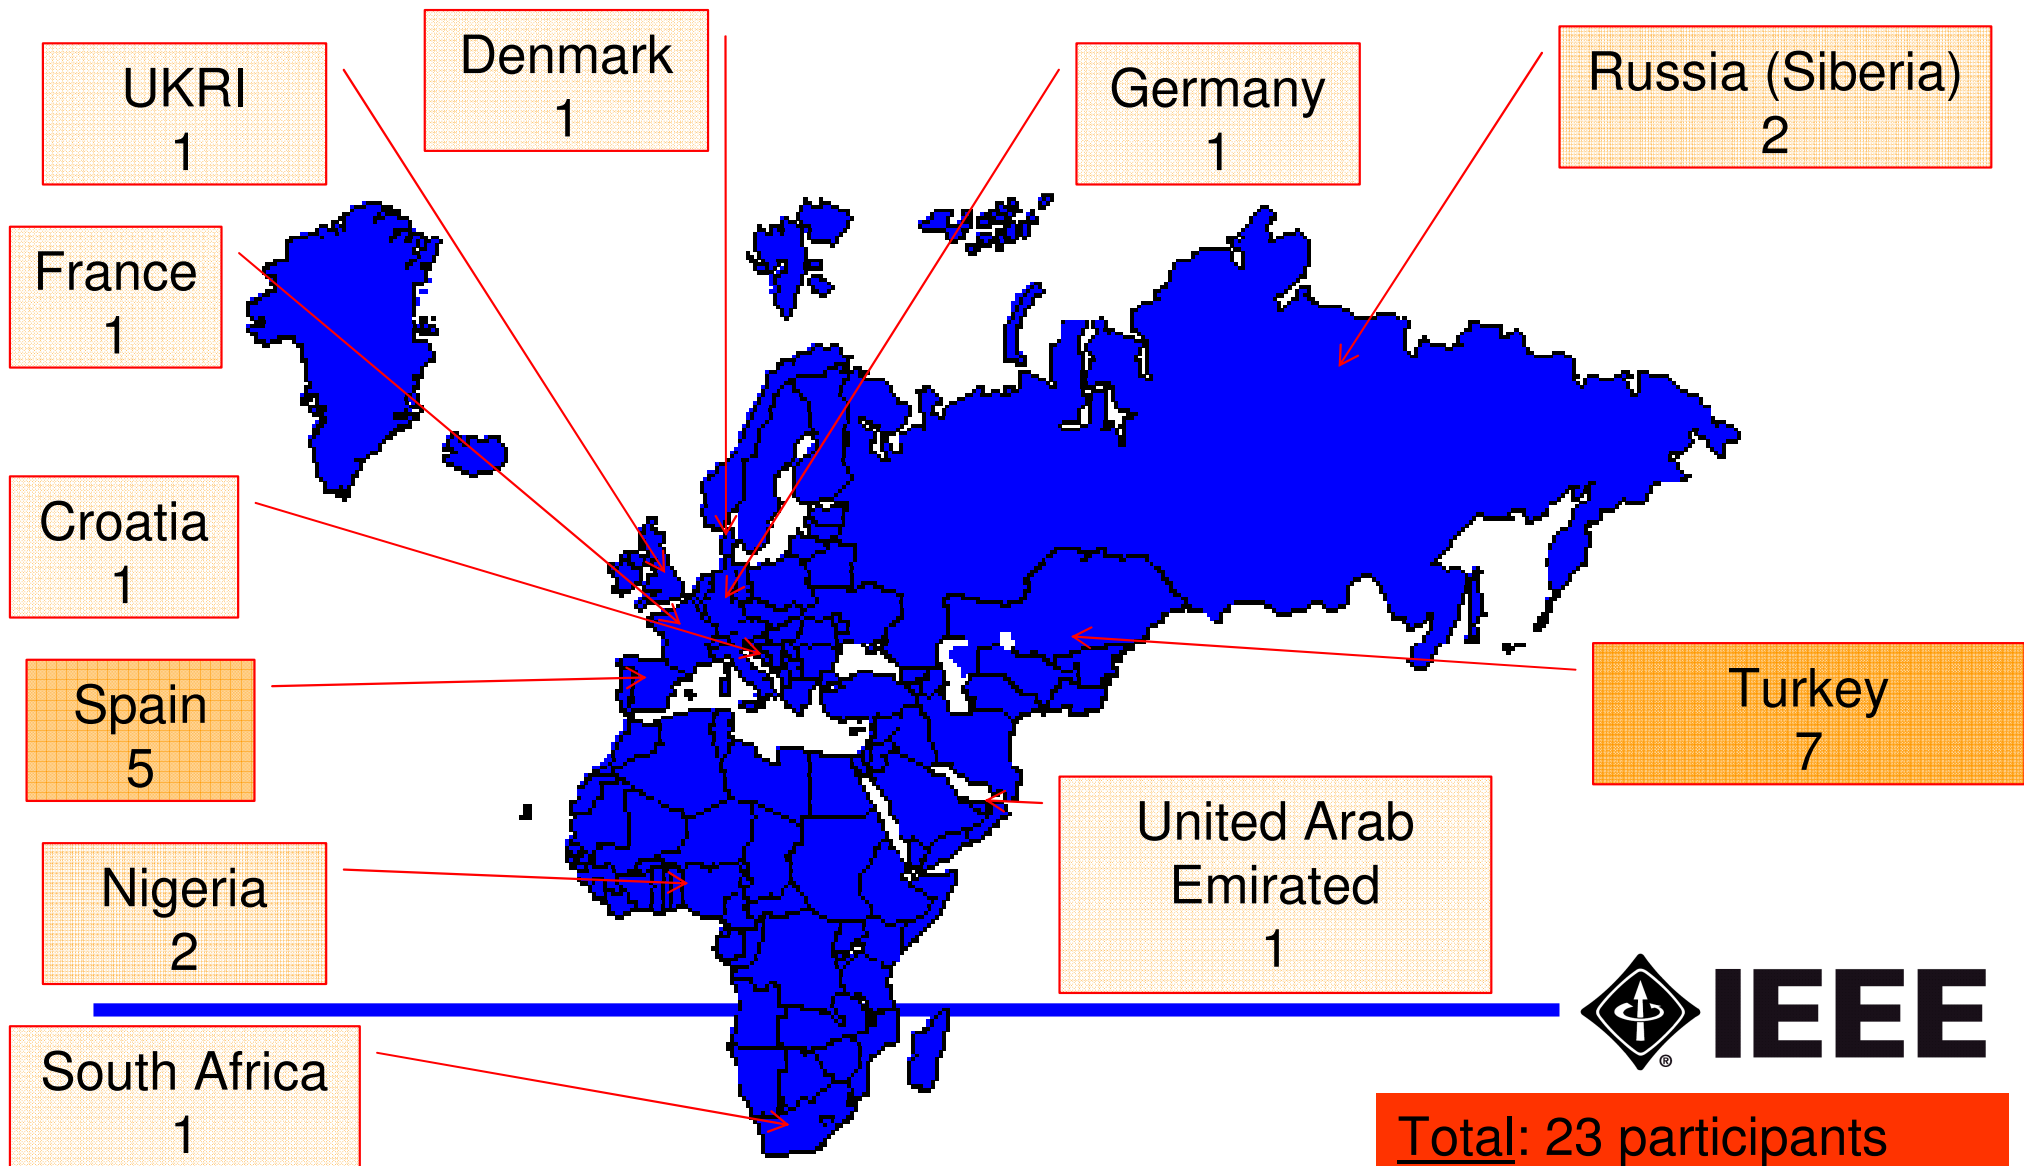 UKRI
1
Denmark
1
Germany
1
Russia (Siberia)
2
France
1
Croatia
1
Spain
5
Turkey
7
United Arab
Emirated
1
Nigeria
2
South Africa
1
IEEE
®
Total: 23 participants